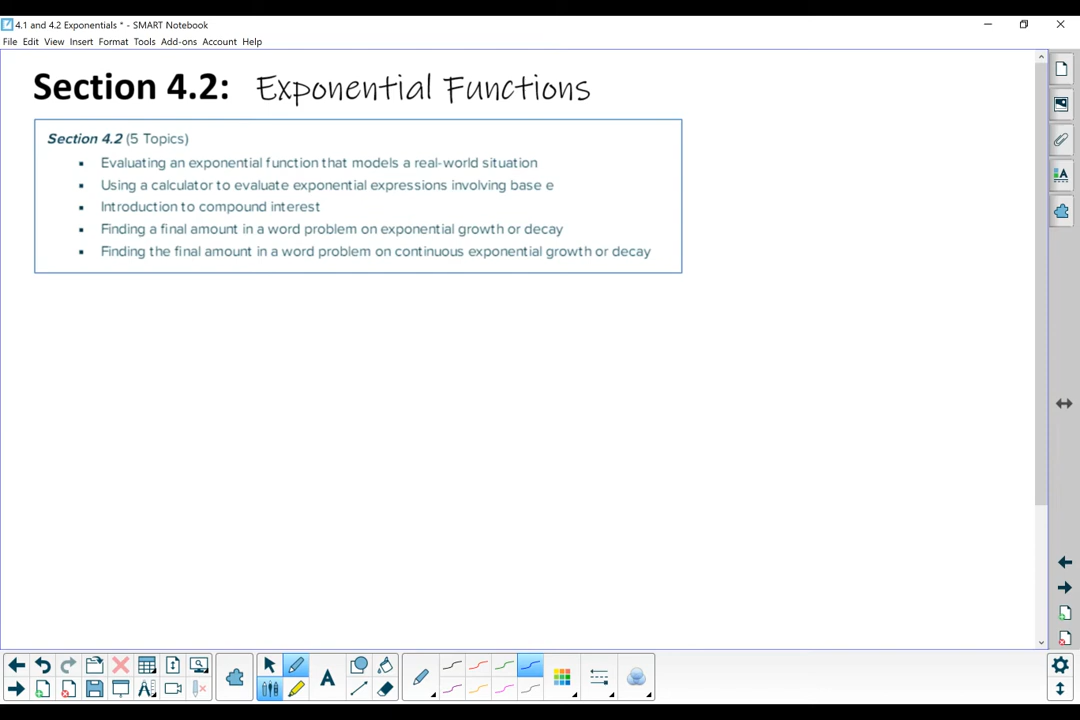 4.1 and 4.2 Exponentials * - SMART Notebook
File Edit View Insert Format Tools Add-ons Account Help
Section 4.2: Exponential Functions
Section 4.2 (5 Topics)
▪ Evaluating an exponential function that models a real-world situation
▪ Using a calculator to evaluate exponential expressions involving base e
▪ Introduction to compound interest
▪ Finding a final amount in a word problem on exponential growth or decay
▪ Finding the final amount in a word problem on continuous exponential growth or decay